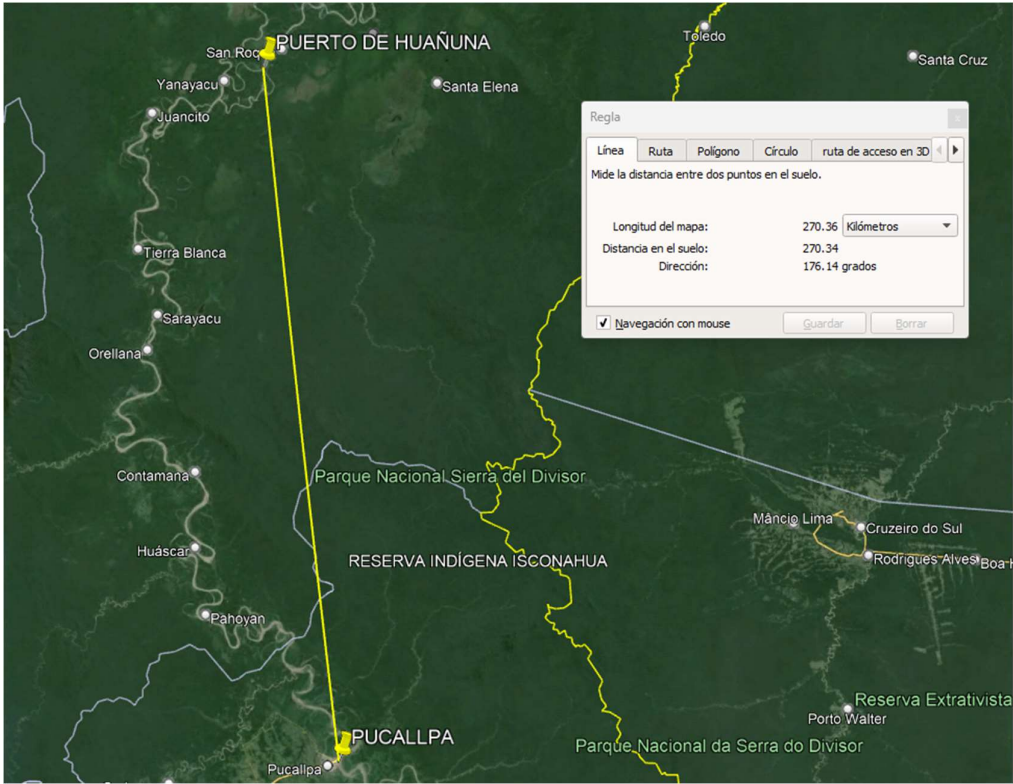 PUERTO DE HUAÑUNA
San Roq
Toledo
Santa Cruz
Yanayacu
Santa Elena
Juancito
Regla
Línea
Ruta
Polígono
Círculo
ruta de acceso en 3D
Mide la distancia entre dos puntos en el suelo.
Longitud del mapa: 270.36 Kilómetros
Distancia en el suelo: 270.34
Dirección: 176.14 grados
Navegación con mouse
Guardar
Borrar
Tierra Blanca
Sarayacu
Orellana
Contamana
Parque Nacional Sierra del Divisor
Mâncio Lima
Cruzeiro do Sul
Huáscar
RESERVA INDÍGENA ISCONAHUA
Rodrigues Alves
Boa
Pahoyan
Reserva Extrativista
Porto Walter
PUCALLPA
Parque Nacional da Serra do Divisor
Pucallpa